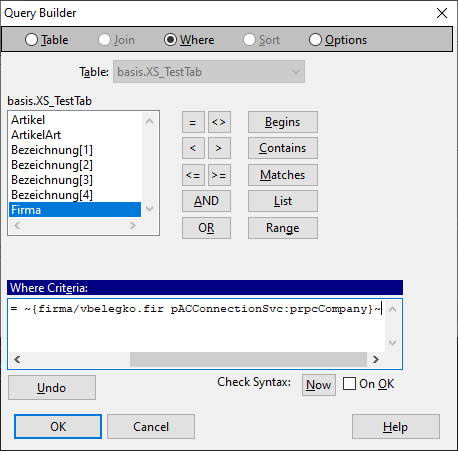 Query Builder
Table Join Where Sort Options
Table: basis.XS_TestTab
basis.XS_TestTab
Artikel
ArtikelArt
Bezeichnung[1]
Bezeichnung[2]
Bezeichnung[3]
Bezeichnung[4]
Firma
= <> Begins
< > Contains
<= >= Matches
AND List
OR Range
Where Criteria:
= ~{firma/vbelegko.fir pACConnectionSvc:prpcCompany}~
Undo Check Syntax: Now On OK
OK Cancel Help